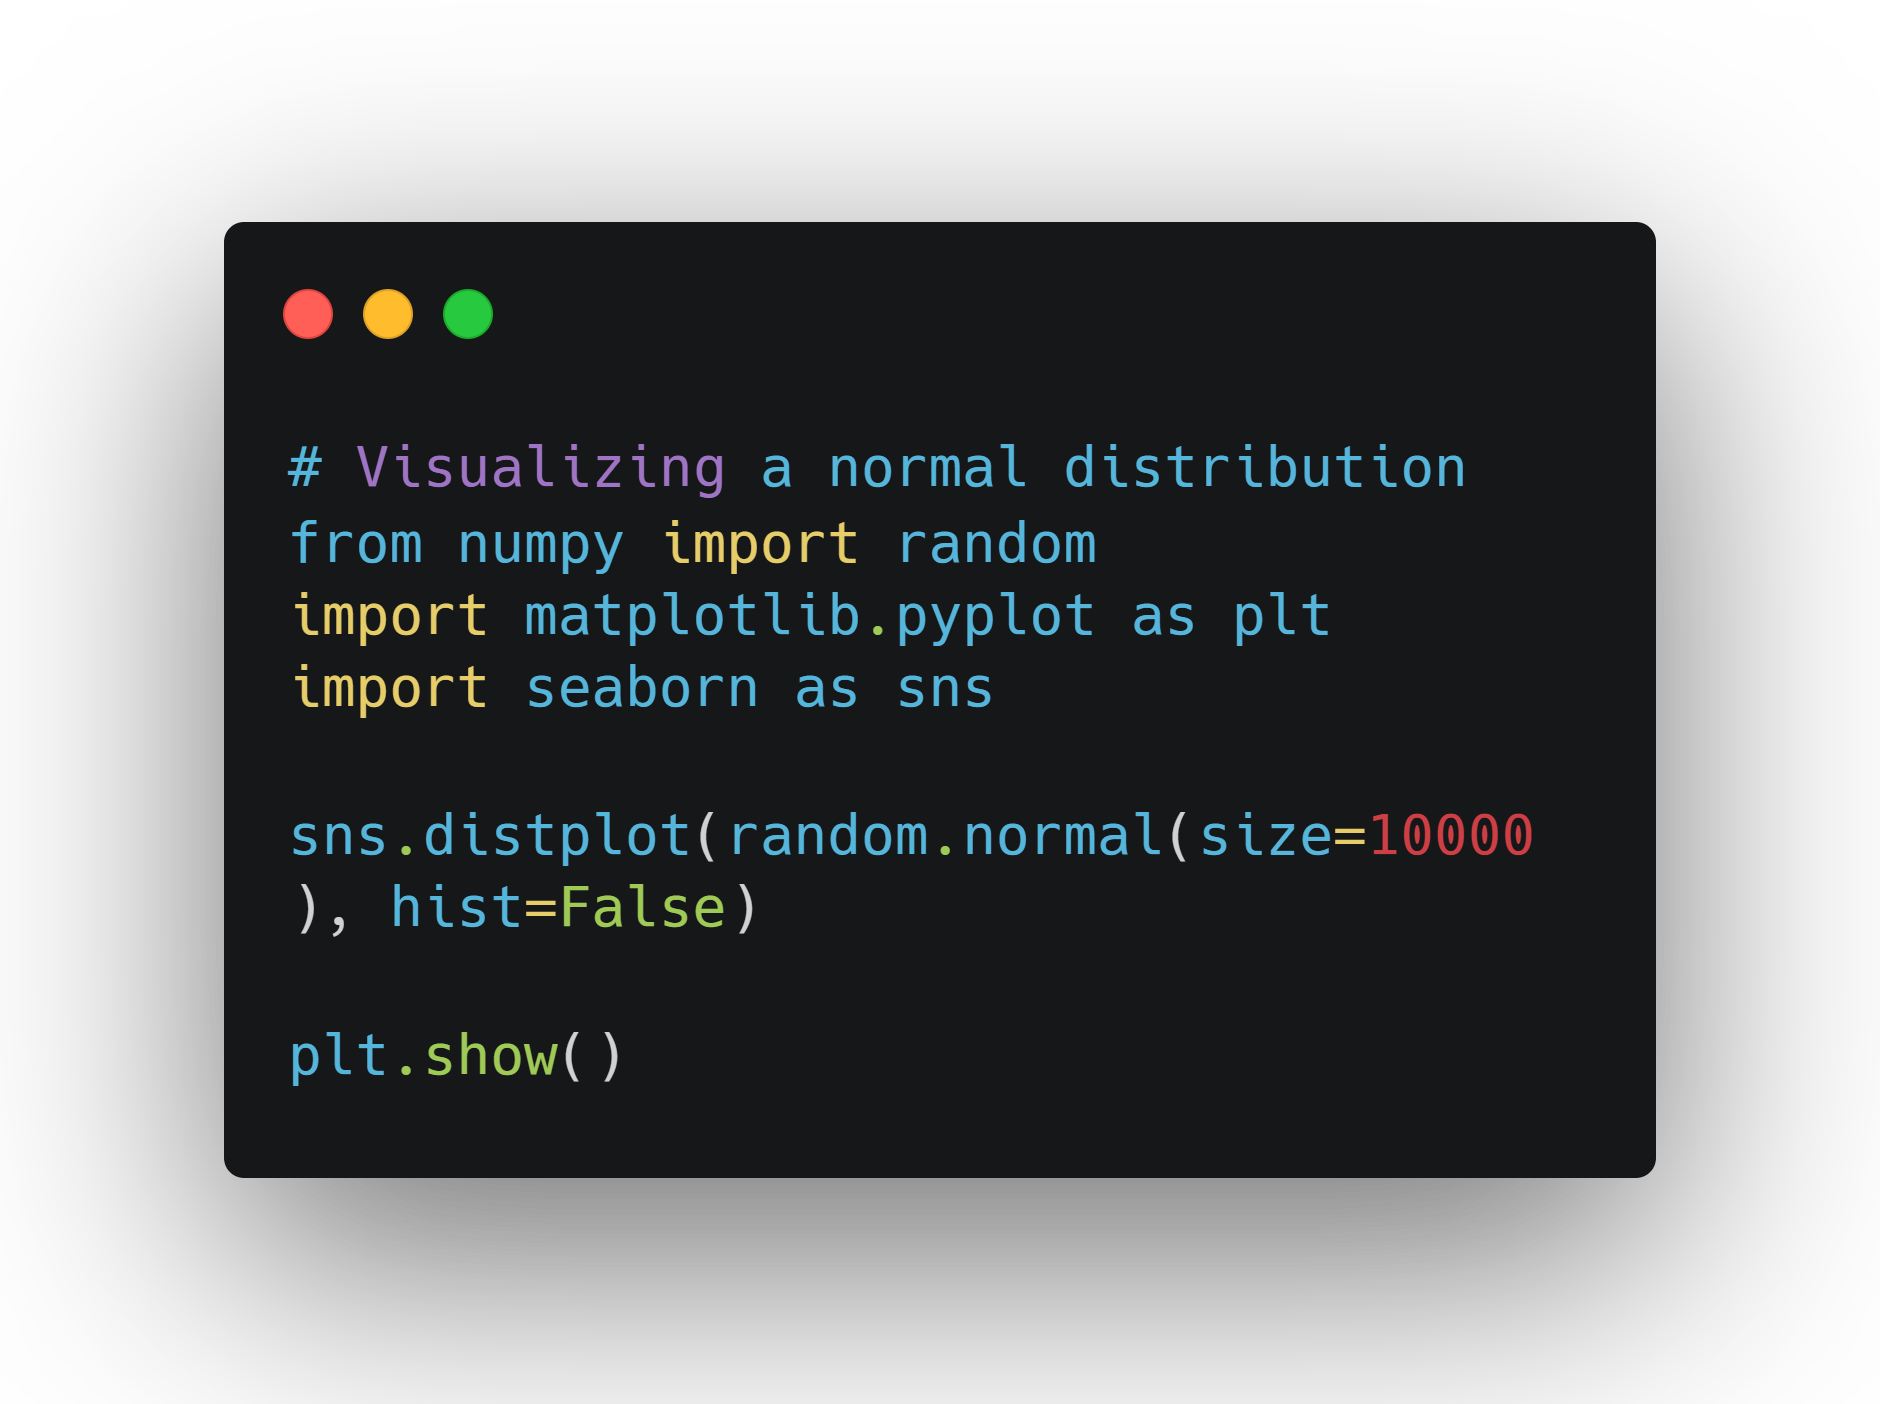 # Visualizing a normal distribution
from numpy import random
import matplotlib.pyplot as plt
import seaborn as sns
sns.distplot(random.normal(size=10000
), hist=False)
plt.show()